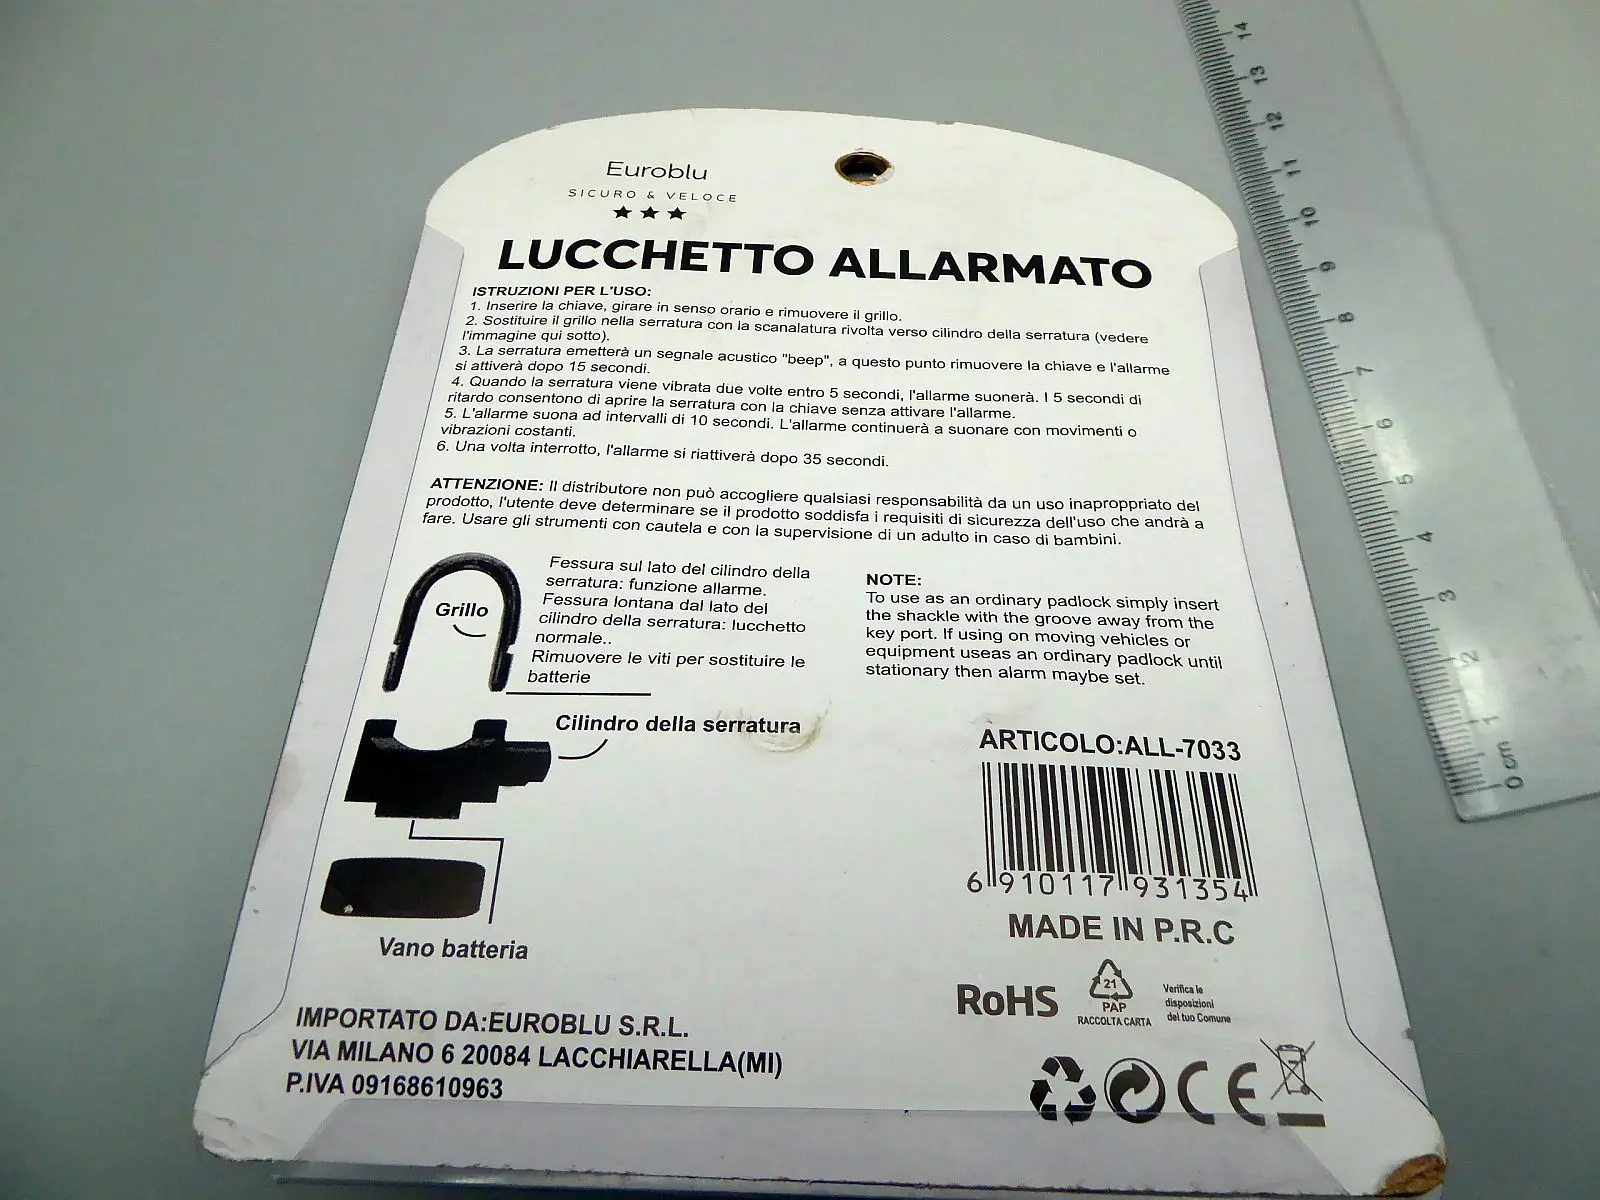 Euroblu
SICURO & VELOCE
LUCCHETTO ALLARMATO
ISTRUZIONI PER L'USO:
1. Inserire la chiave, girare in senso orario e rimuovere il grillo.
2. Sostituire il grillo nella serratura con la scanalatura rivolta verso cilindro della serratura (vedere
l'immagine qui sotto).
3. La serratura emetterà un segnale acustico "beep", a questo punto rimuovere la chiave e l'allarme
si attiverà dopo 15 secondi.
4. Quando la serratura viene vibrata due volte entro 5 secondi, l'allarme suonerà. I 5 secondi di
ritardo consentono di aprire la serratura con la chiave senza attivare l'allarme.
5. L'allarme suona ad intervalli di 10 secondi. L'allarme continuerà a suonare con movimenti o
vibrazioni costanti.
6. Una volta interrotto, l'allarme si riattiverà dopo 35 secondi.
ATTENZIONE: Il distributore non può accogliere qualsiasi responsabilità da un uso inaproppriato del
prodotto, l'utente deve determinare se il prodotto soddisfa i requisiti di sicurezza dell'uso che andrà a
fare. Usare gli strumenti con cautela e con la supervisione di un adulto in caso di bambini.
Grillo
Fessura sul lato del cilindro della
serratura: funzione allarme.
Fessura lontana dal lato del
cilindro della serratura: lucchetto
normale..
Rimuovere le viti per sostituire le
batterie
Cilindro della serratura
Vano batteria
NOTE:
To use as an ordinary padlock simply insert
the shackle with the groove away from the
key port. If using on moving vehicles or
equipment useas an ordinary padlock until
stationary then alarm maybe set.
ARTICOLO:ALL-7033
6 910117 931354
MADE IN P.R.C
RoHS
21
PAP
RACCOLTA CARTA
Verifica le
disposizioni
del tuo Comune
CE
IMPORTATO DA:EUROBLU S.R.L.
VIA MILANO 6 20084 LACCHIARELLA(MI)
P.IVA 09168610963
14
13
12
11
10
9
8
7
6
5
4
3
2
1
0 cm